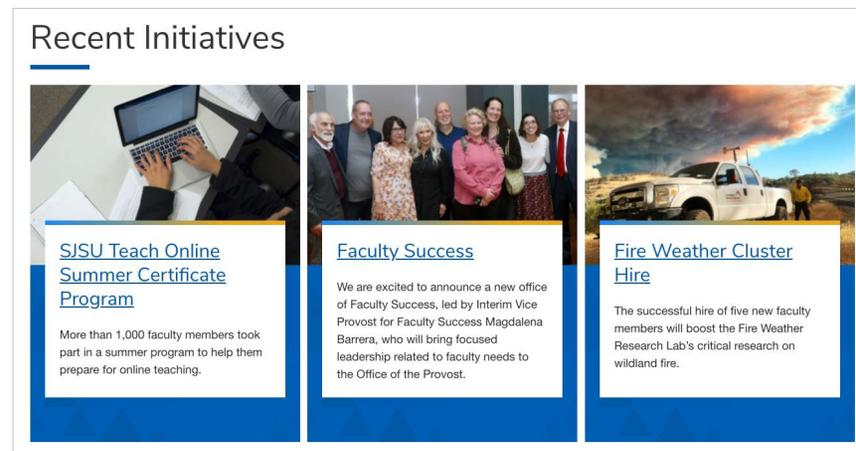 Recent Initiatives
SJSU Teach Online
Summer Certificate
Program
More than 1,000 faculty members took
part in a summer program to help them
prepare for online teaching.
Faculty Success
We are excited to announce a new office
of Faculty Success, led by Interim Vice
Provost for Faculty Success Magdalena
Barrera, who will bring focused
leadership related to faculty needs to
the Office of the Provost.
Fire Weather Cluster
Hire
The successful hire of five new faculty
members will boost the Fire Weather
Research Lab's critical research on
wildland fire.